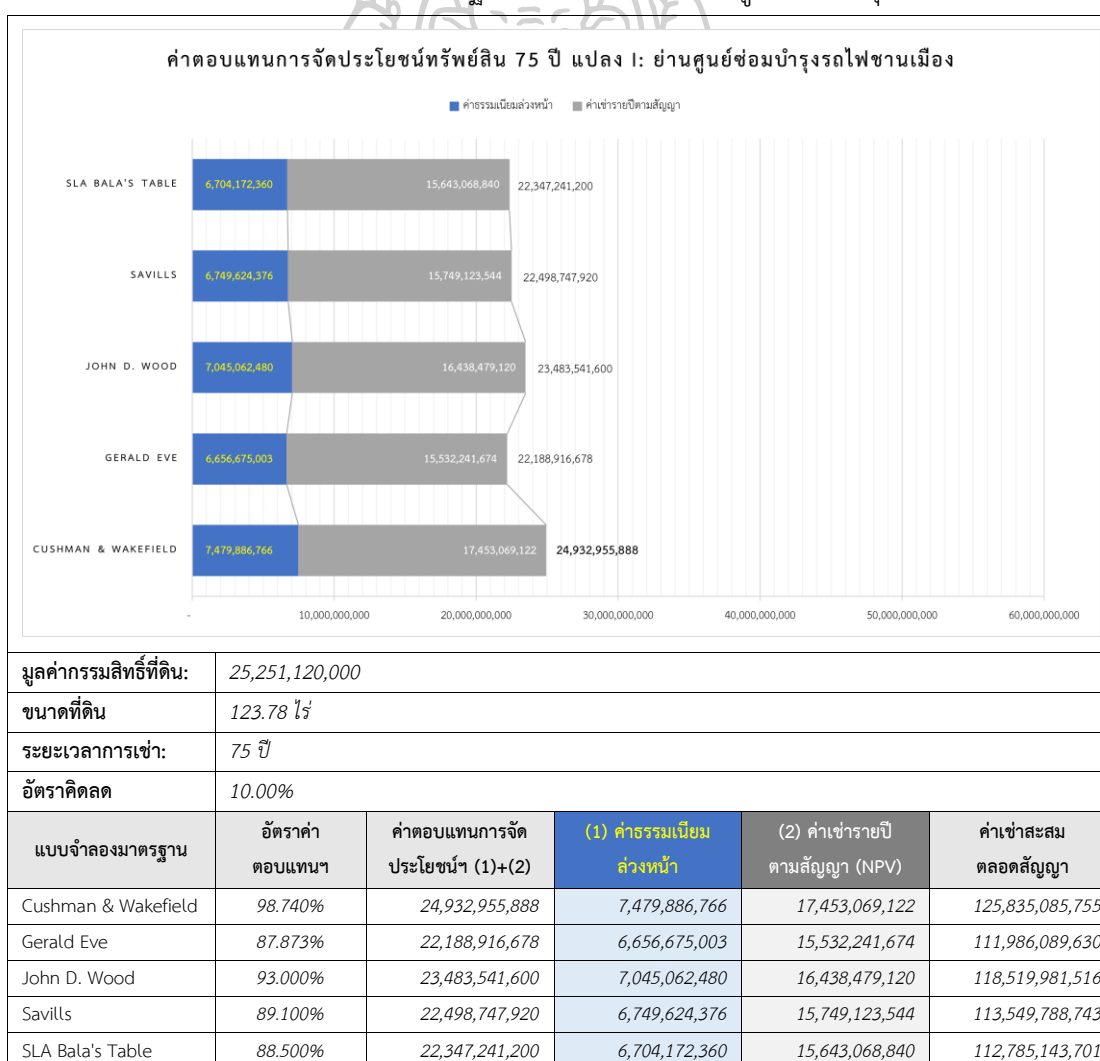 ค่าตอบแทนการจัดประโยชน์ทรัพย์สิน 75 ปี แปลง I: ย่านศูนย์ซ่อมบำรุงรถไฟชานเมือง
ค่าธรรมเนียมล่วงหน้า ค่าเช่ารายปีตามสัญญา
SLA BALA'S TABLE 6,704,172,360 15,643,068,840 22,347,241,200
SAVILLS 6,749,624,376 15,749,123,544 22,498,747,920
JOHN D. WOOD 7,045,062,480 16,438,479,120 23,483,541,600
GERALD EVE 6,656,675,003 15,532,241,674 22,188,916,678
CUSHMAN & WAKEFIELD 7,479,886,766 17,453,069,122 24,932,955,888
- 10,000,000,000 20,000,000,000 30,000,000,000 40,000,000,000 50,000,000,000 60,000,000,000
มูลค่ากรรมสิทธิ์ที่ดิน: 25,251,120,000
ขนาดที่ดิน 123.78 ไร่
ระยะเวลาการเช่า: 75 ปี
อัตราคิดลด 10.00%
แบบจำลองมาตรฐาน อัตราค่า ค่าตอบแทนการจัด (1) ค่าธรรมเนียม (2) ค่าเช่ารายปี ค่าเช่าสะสม
ตอบแทนฯ ประโยชน์ฯ (1)+(2) ล่วงหน้า ตามสัญญา (NPV) ตลอดสัญญา
Cushman & Wakefield 98.740% 24,932,955,888 7,479,886,766 17,453,069,122 125,835,085,755
Gerald Eve 87.873% 22,188,916,678 6,656,675,003 15,532,241,674 111,986,089,630
John D. Wood 93.000% 23,483,541,600 7,045,062,480 16,438,479,120 118,519,981,516
Savills 89.100% 22,498,747,920 6,749,624,376 15,749,123,544 113,549,788,743
SLA Bala's Table 88.500% 22,347,241,200 6,704,172,360 15,643,068,840 112,785,143,701